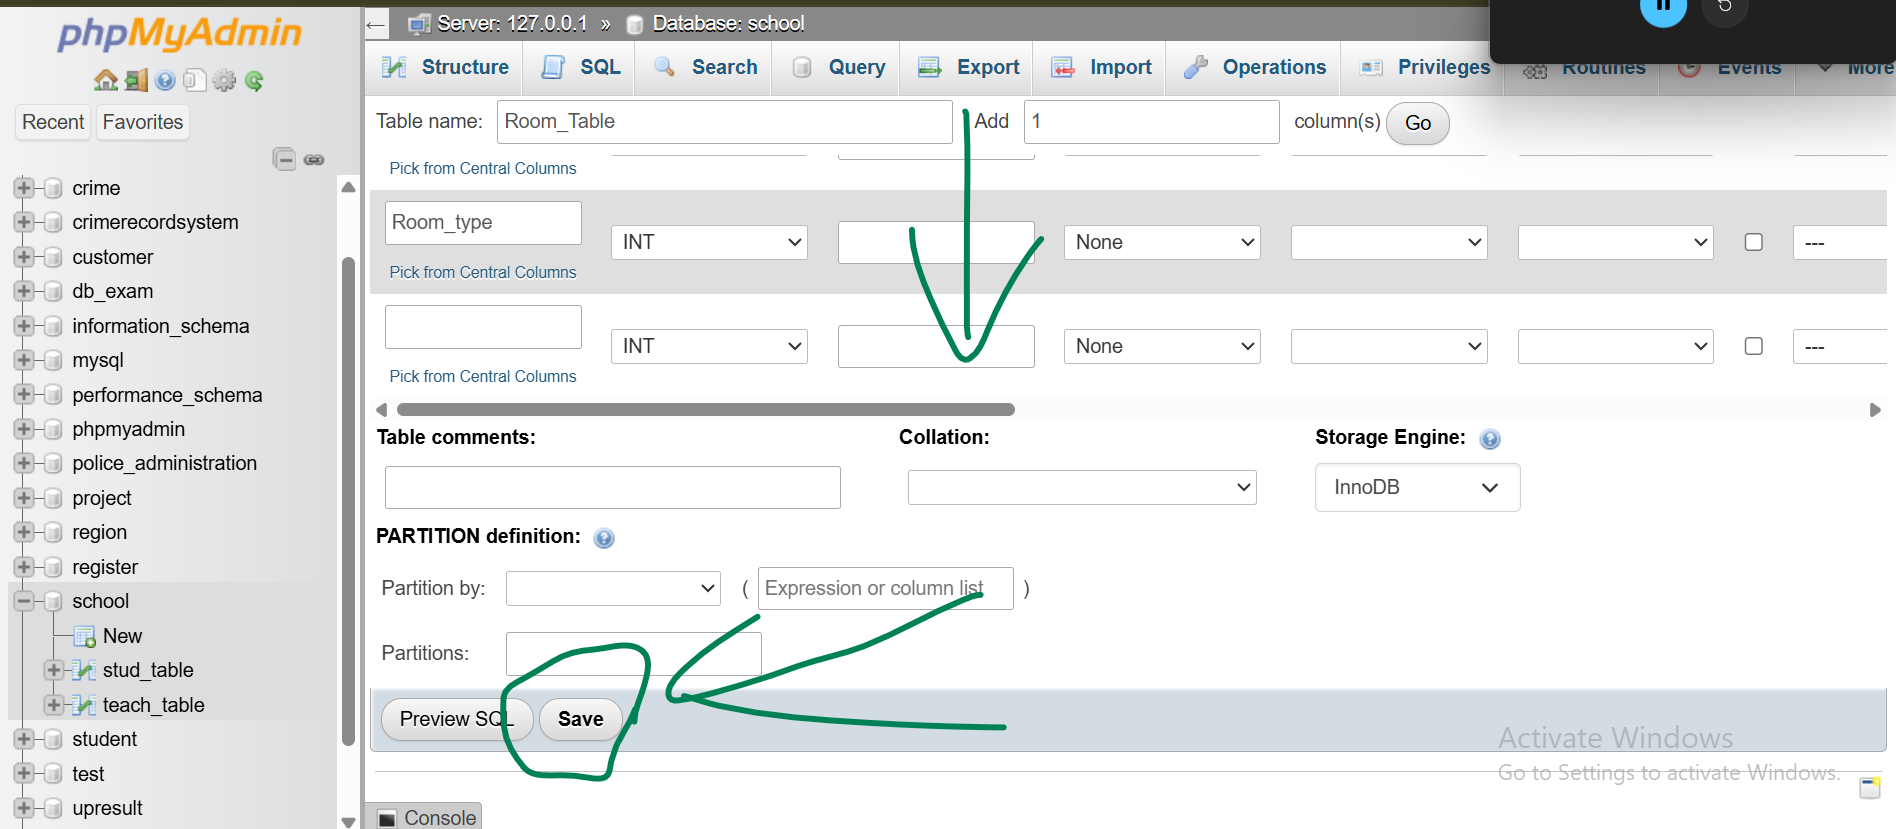 phpMyAdmin
Recent Favorites
crime
crimerecordsystem
customer
db_exam
information_schema
mysql
performance_schema
phpmyadmin
police_administration
project
region
register
school
New
stud_table
teach_table
student
test
upresult
Server: 127.0.0.1 » Database: school
Structure SQL Search Query Export Import Operations Privileges Routines Events More
Table name: Room_Table Add 1 column(s) Go
Pick from Central Columns
Room_type INT None ---
Pick from Central Columns
INT None ---
Pick from Central Columns
Table comments: Collation: Storage Engine:
InnoDB
PARTITION definition:
Partition by: ( Expression or column list )
Partitions:
Preview SQL Save
Activate Windows
Go to Settings to activate Windows.
Console